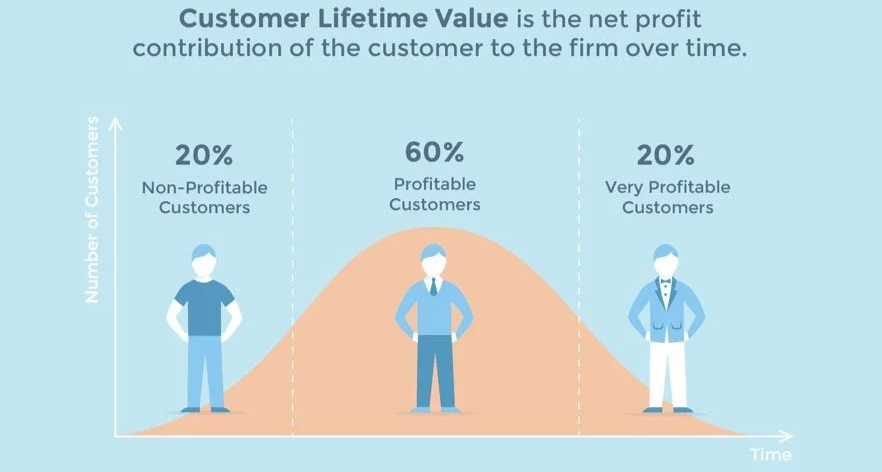 Customer Lifetime Value is the net profit
contribution of the customer to the firm over time.
Number of Customers
20%
Non-Profitable
Customers
60%
Profitable
Customers
20%
Very Profitable
Customers
Time